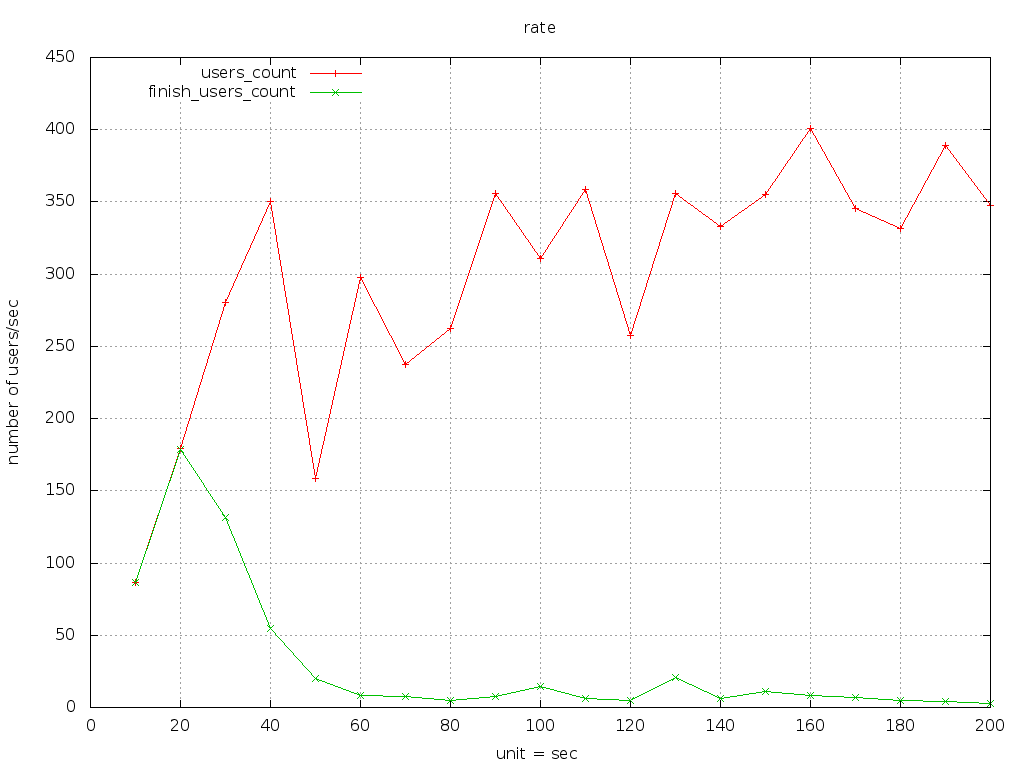 rate
450
400
350
300
250
200
150
100
50
0
users_count
finish_users_count
number of users/sec
0 20 40 60 80 100 120 140 160 180 200
unit = sec